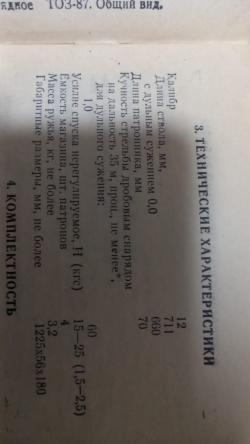 ядное ТОЗ-87. Общий вид.
3. ТЕХНИЧЕСКИЕ ХАРАКТЕРИСТИКИ
Калибр 12
Длина ствола, мм, 711
с дульным сужением 0,0 660
Длина патронника, мм 70
Кучность стрельбы дробовым снарядом
на дальность 35 м, проц., не менее*,
для дульного сужения:
1,0 60
Усилие спуска нерегулируемое, Н (кгс) 15—25 (1,5—2,5)
Емкость магазина, шт. патронов 4
Масса ружья, кг, не более 3,2
Габаритные размеры, мм, не более 1225х56х180
4. КОМПЛЕКТНОСТЬ